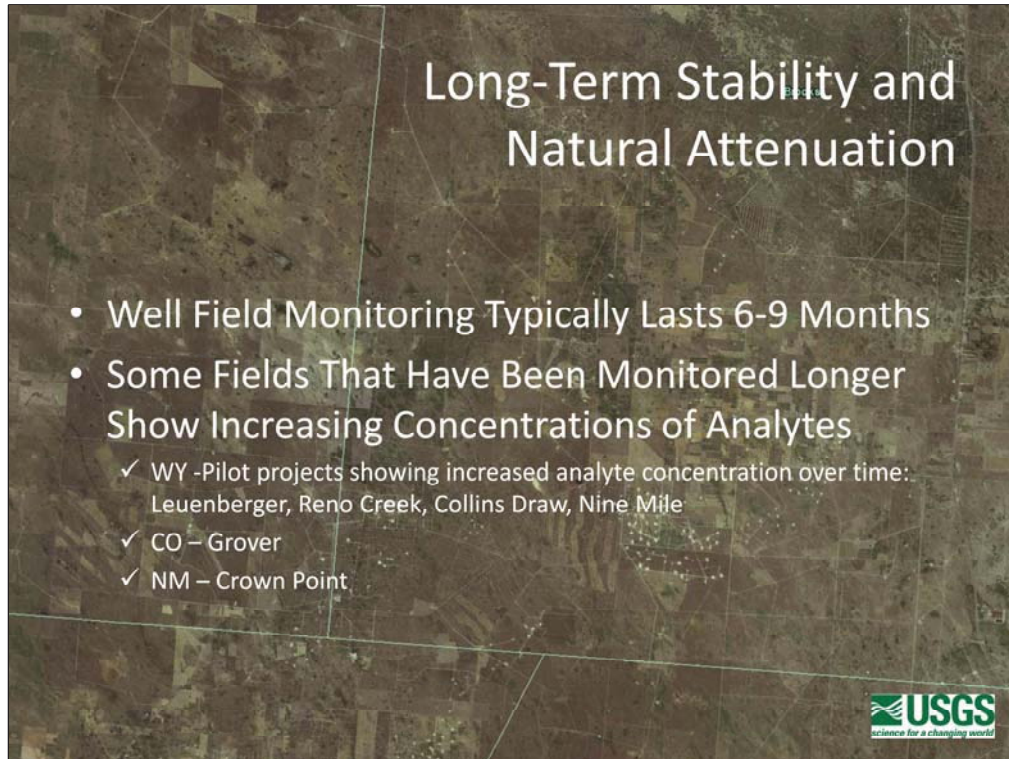 Long-Term Stability and
Natural Attenuation
Brooks
• Well Field Monitoring Typically Lasts 6-9 Months
• Some Fields That Have Been Monitored Longer
Show Increasing Concentrations of Analytes
✓ WY -Pilot projects showing increased analyte concentration over time:
Leuenberger, Reno Creek, Collins Draw, Nine Mile
✓ CO – Grover
✓ NM – Crown Point
USGS
science for a changing world